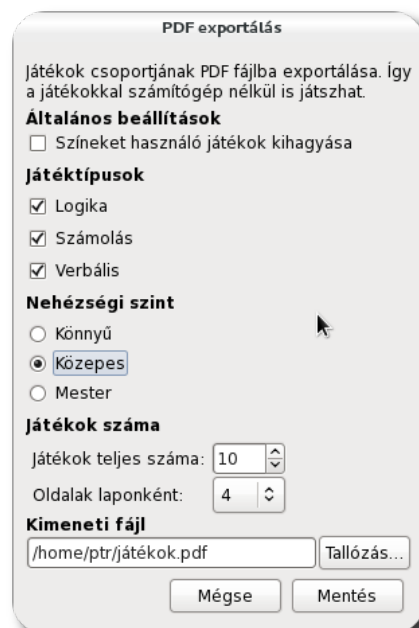 PDF exportálás
Játékok csoportjának PDF fájlba exportálása. Így
a játékokkal számítógép nélkül is játszhat.
Általános beállítások
Színeket használó játékok kihagyása
Játéktípusok
Logika
Számolás
Verbális
Nehézségi szint
Könnyű
Közepes
Mester
Játékok száma
Játékok teljes száma: 10
Oldalak laponként: 4
Kimeneti fájl
/home/ptr/játékok.pdf Tallózás...
Mégse Mentés